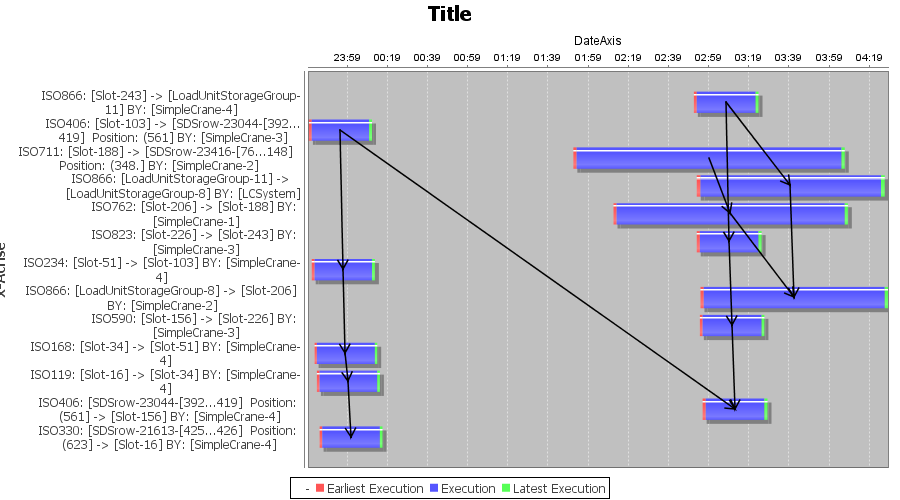 Title
DateAxis
23:59 00:19 00:39 00:59 01:19 01:39 01:59 02:19 02:39 02:59 03:19 03:39 03:59 04:19
ISO866: [Slot-243] -> [LoadUnitStorageGroup-
11] BY: [SimpleCrane-4]
ISO406: [Slot-103] -> [SDSrow-23044-[392...
419] Position: (561] BY: [SimpleCrane-3]
ISO711: [Slot-188] -> [SDSrow-23416-[76...148]
Position: (348.] BY: [SimpleCrane-2]
ISO866: [LoadUnitStorageGroup-11] ->
[LoadUnitStorageGroup-8] BY: [LCSystem]
ISO762: [Slot-206] -> [Slot-188] BY:
[SimpleCrane-1]
ISO823: [Slot-226] -> [Slot-243] BY:
[SimpleCrane-3]
ISO234: [Slot-51] -> [Slot-103] BY: [SimpleCrane-
4]
ISO866: [LoadUnitStorageGroup-8] -> [Slot-206]
BY: [SimpleCrane-2]
ISO590: [Slot-156] -> [Slot-226] BY:
[SimpleCrane-3]
ISO168: [Slot-34] -> [Slot-51] BY: [SimpleCrane-
4]
ISO119: [Slot-16] -> [Slot-34] BY: [SimpleCrane-
4]
ISO406: [SDSrow-23044-[392...419] Position:
(561] -> [Slot-156] BY: [SimpleCrane-4]
ISO330: [SDSrow-21613-[425...426] Position:
(623] -> [Slot-16] BY: [SimpleCrane-4]
- Earliest Execution Execution Latest Execution